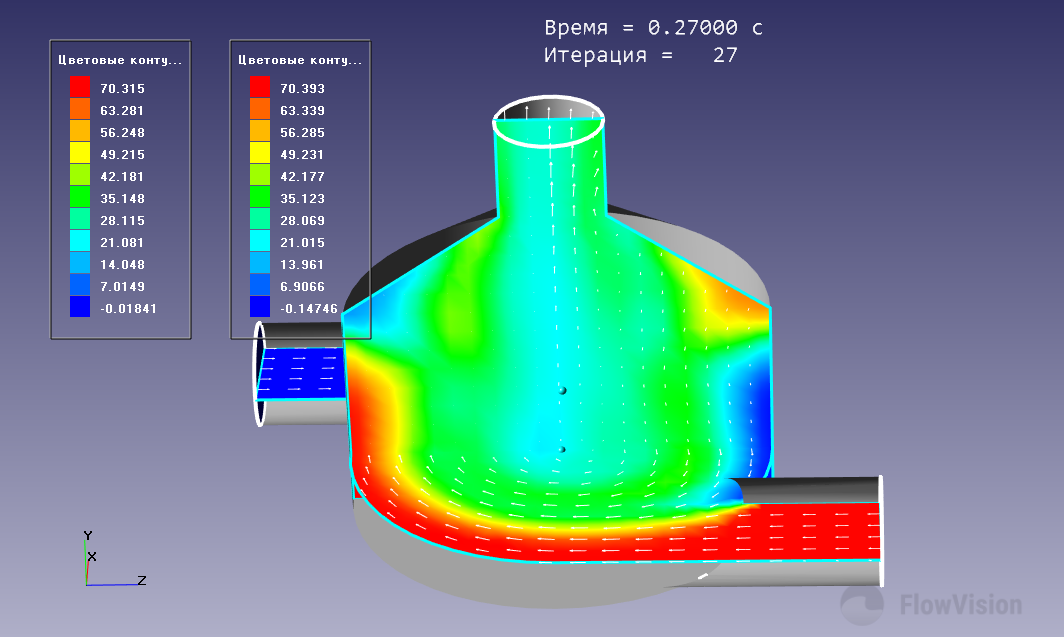 Время = 0.27000 с
Итерация = 27
Цветовые конту...
70.315
63.281
56.248
49.215
42.181
35.148
28.115
21.081
14.048
7.0149
-0.01841
Цветовые конту...
70.393
63.339
56.285
49.231
42.177
35.123
28.069
21.015
13.961
6.9066
-0.14746
Y
X
Z
FlowVision